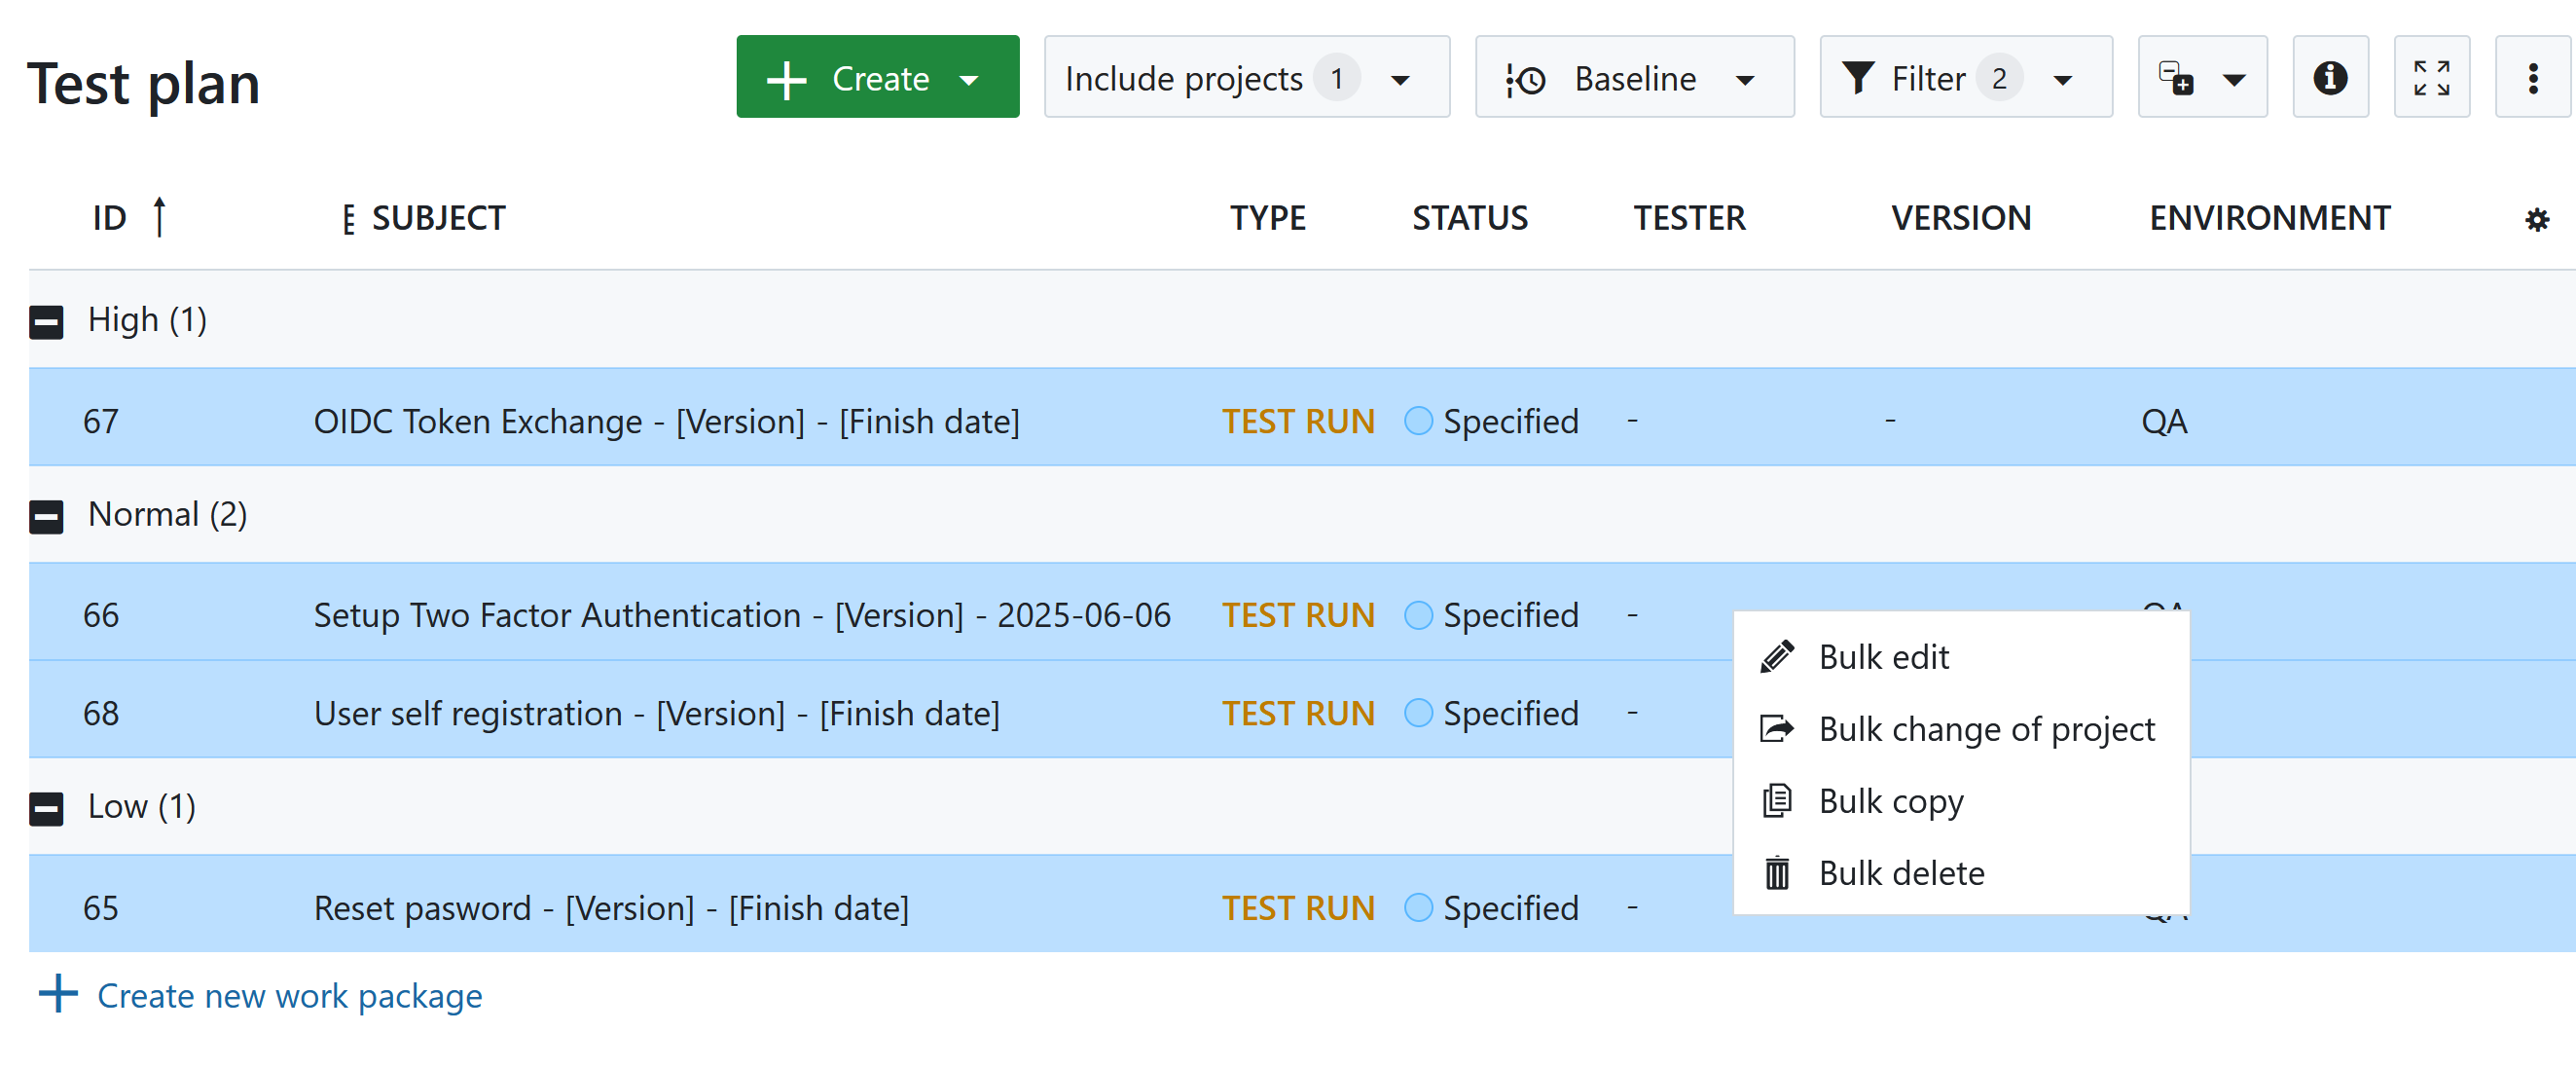 Test plan
Create
Include projects 1
Baseline
Filter 2
ID SUBJECT TYPE STATUS TESTER VERSION ENVIRONMENT
High (1)
67 OIDC Token Exchange - [Version] - [Finish date] TEST RUN Specified - - QA
Normal (2)
66 Setup Two Factor Authentication - [Version] - 2025-06-06 TEST RUN Specified -
68 User self registration - [Version] - [Finish date] TEST RUN Specified -
Low (1)
65 Reset pasword - [Version] - [Finish date] TEST RUN Specified -
Bulk edit
Bulk change of project
Bulk copy
Bulk delete
Create new work package